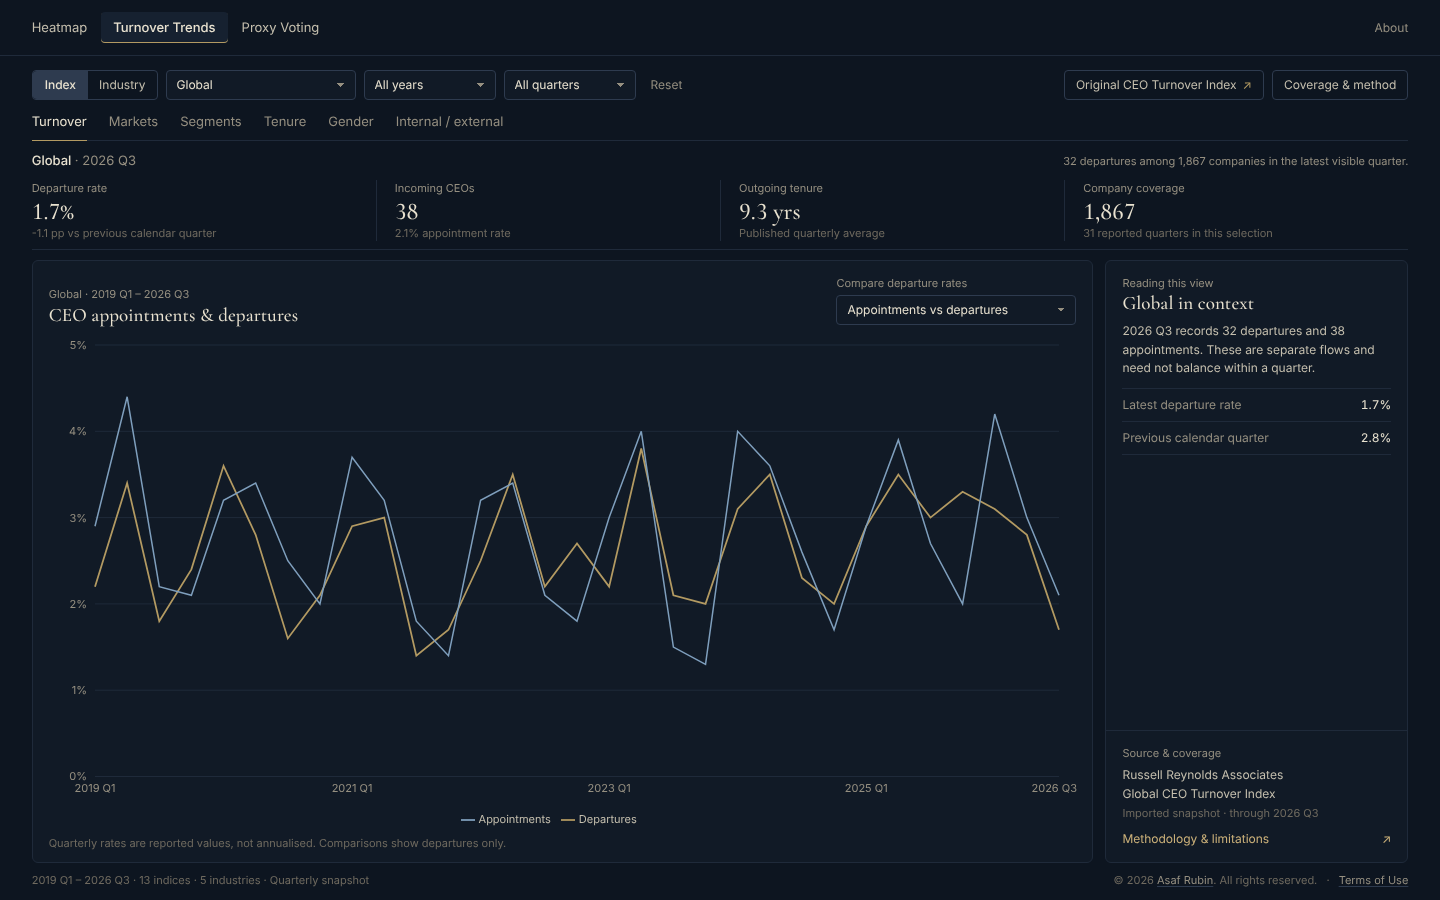 Heatmap
Turnover Trends
Proxy Voting
About
Index
Industry
Global
All years
All quarters
Reset
Original CEO Turnover Index ↗
Coverage & method
Turnover
Markets
Segments
Tenure
Gender
Internal / external
Global · 2026 Q3
32 departures among 1,867 companies in the latest visible quarter.
Departure rate
1.7%
-1.1 pp vs previous calendar quarter
Incoming CEOs
38
2.1% appointment rate
Outgoing tenure
9.3 yrs
Published quarterly average
Company coverage
1,867
31 reported quarters in this selection
Global · 2019 Q1 – 2026 Q3
CEO appointments & departures
Compare departure rates
Appointments vs departures
5%
4%
3%
2%
1%
0%
2019 Q1
2021 Q1
2023 Q1
2025 Q1
2026 Q3
Appointments
Departures
Quarterly rates are reported values, not annualised. Comparisons show departures only.
Reading this view
Global in context
2026 Q3 records 32 departures and 38
appointments. These are separate flows and
need not balance within a quarter.
Latest departure rate 1.7%
Previous calendar quarter 2.8%
Source & coverage
Russell Reynolds Associates
Global CEO Turnover Index
Imported snapshot · through 2026 Q3
Methodology & limitations ↗
2019 Q1 – 2026 Q3 · 13 indices · 5 industries · Quarterly snapshot
© 2026 Asaf Rubin. All rights reserved. · Terms of Use